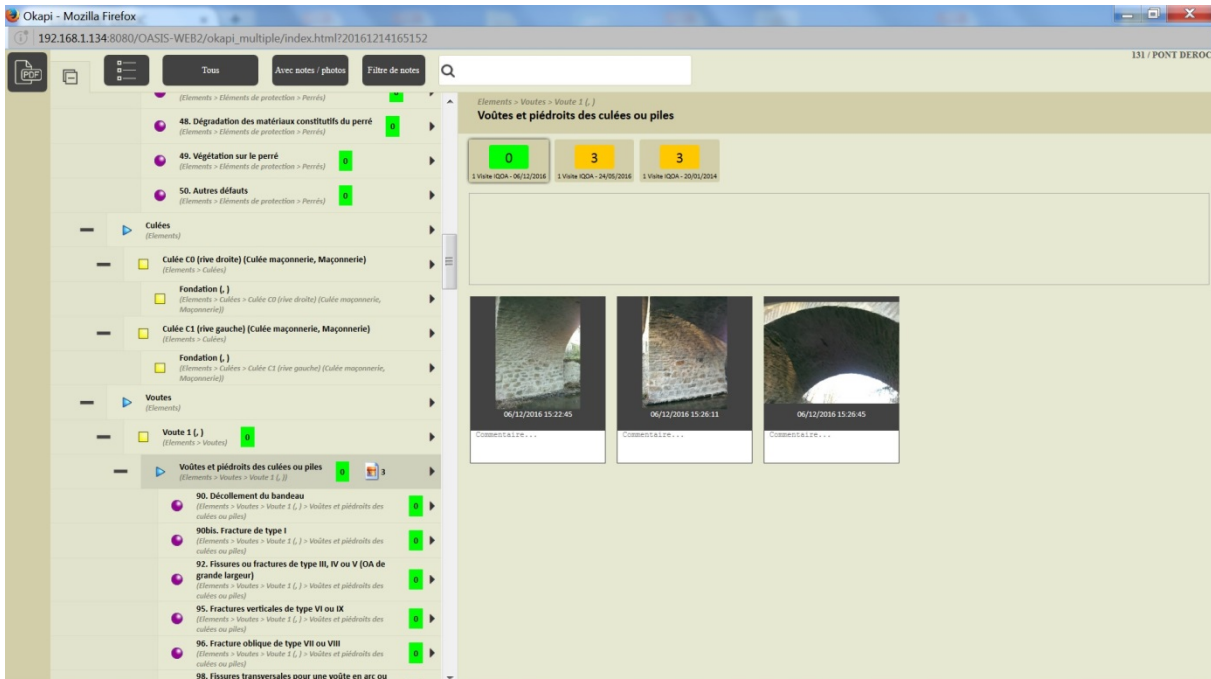 Okapi - Mozilla Firefox
192.168.1.134:8080/OASIS-WEB2/okapi_multiple/index.html?20161214165152
131 / PONT DEROC
PDF
Tous
Avec notes / photos
Filtre de notes
(Elements > Eléments de protection > Perrés)
48. Dégradation des matériaux constitutifs du perré
(Elements > Eléments de protection > Perrés)
0
49. Végétation sur le perré
(Elements > Eléments de protection > Perrés)
0
50. Autres défauts
(Elements > Eléments de protection > Perrés)
0
Culées
(Elements)
Culée C0 (rive droite) (Culée maçonnerie, Maçonnerie)
(Elements > Culées)
Fondation (, )
(Elements > Culées > Culée C0 (rive droite) (Culée maçonnerie,
Maçonnerie))
Culée C1 (rive gauche) (Culée maçonnerie, Maçonnerie)
(Elements > Culées)
Fondation (, )
(Elements > Culées > Culée C1 (rive gauche) (Culée maçonnerie,
Maçonnerie))
Voutes
(Elements)
Voute 1 (, )
(Elements > Voutes)
0
Voûtes et piédroits des culées ou piles
(Elements > Voutes > Voute 1 (, ))
0
3
90. Décollement du bandeau
(Elements > Voutes > Voute 1 (, ) > Voûtes et piédroits des
culées ou piles)
0
90bis. Fracture de type I
(Elements > Voutes > Voute 1 (, ) > Voûtes et piédroits des
culées ou piles)
0
92. Fissures ou fractures de type III, IV ou V (OA de
grande largeur)
(Elements > Voutes > Voute 1 (, ) > Voûtes et piédroits des
culées ou piles)
0
95. Fractures verticales de type VI ou IX
(Elements > Voutes > Voute 1 (, ) > Voûtes et piédroits des
culées ou piles)
0
96. Fracture oblique de type VII ou VIII
(Elements > Voutes > Voute 1 (, ) > Voûtes et piédroits des
culées ou piles)
0
98. Fissures transversales pour une voûte en arc ou
Elements > Voutes > Voute 1 (, )
Voûtes et piédroits des culées ou piles
0
1 Visite IQOA - 06/12/2016
3
1 Visite IQOA - 24/05/2016
3
1 Visite IQOA - 20/01/2014
06/12/2016 15:22:45
06/12/2016 15:26:11
06/12/2016 15:26:45
Commentaire...
Commentaire...
Commentaire...